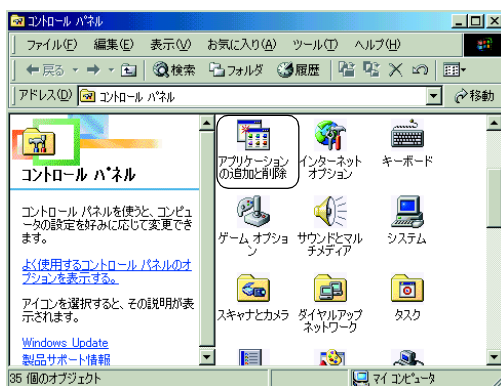 コントロール パネル
ファイル(F) 編集(E) 表示(V) お気に入り(A) ツール(T) ヘルプ(H)
戻る 検索 フォルダ 履歴
アドレス(D) コントロール パネル 移動
コントロール パネル
コントロール パネルを使うと、コンピュ
ータの設定を好みに応じて変更でき
ます。
よく使用するコントロール パネルのオ
プションを表示する。
アイコンを選択すると、その説明が表
示されます。
Windows Update
製品サポート情報
アプリケーション
の追加と削除
インターネット
オプション
キーボード
ゲーム オプショ
ン
サウンドとマル
チメディア
システム
スキャナとカメラ
ダイヤルアップ
ネットワーク
タスク
35 個のオブジェクト マイ コンピュータ